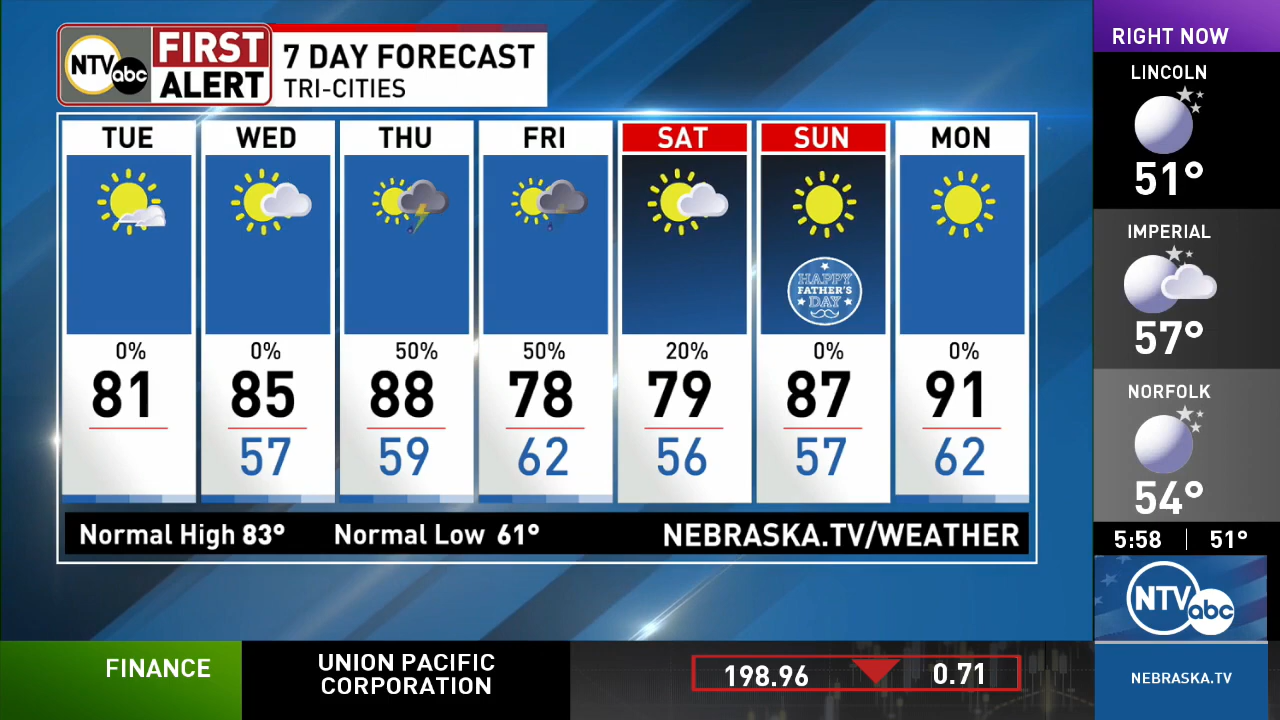 NTV abc FIRST ALERT
7 DAY FORECAST
TRI-CITIES
TUE WED THU FRI SAT SUN MON
HAPPY
FATHER'S
DAY
0% 0% 50% 50% 20% 0% 0%
81 85 88 78 79 87 91
57 59 62 56 57 62
Normal High 83° Normal Low 61° NEBRASKA.TV/WEATHER
RIGHT NOW
LINCOLN
51°
IMPERIAL
57°
NORFOLK
54°
5:58 51°
NTV abc
NEBRASKA.TV
FINANCE
UNION PACIFIC
CORPORATION
198.96 0.71